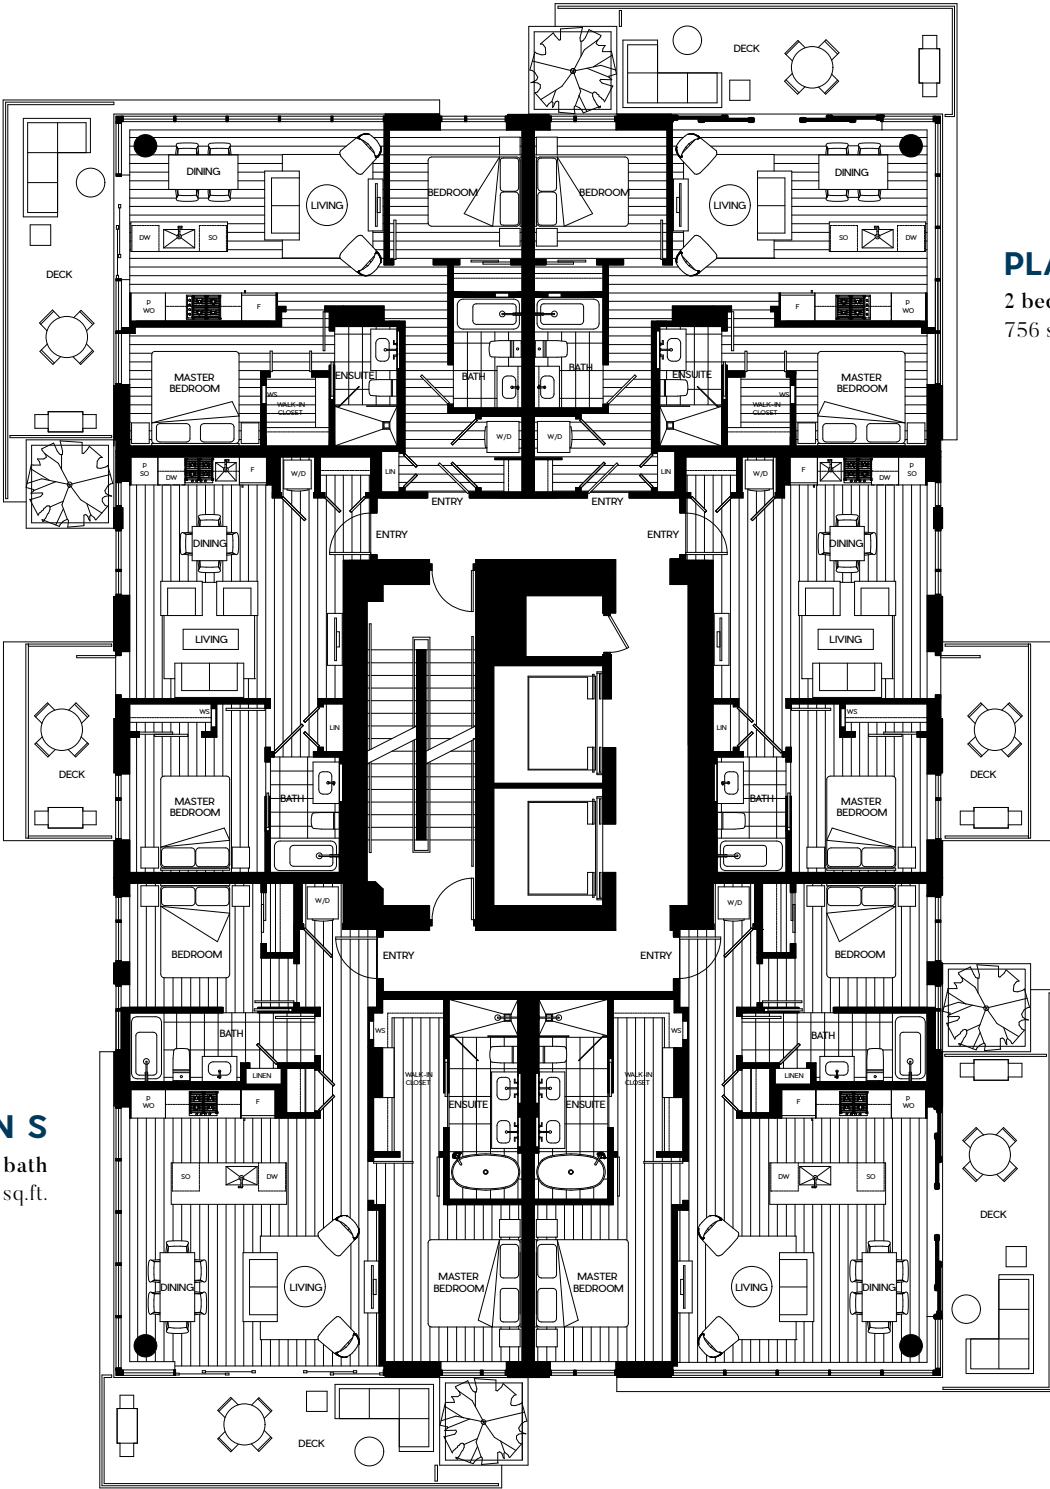 DECK
DINING
BEDROOM
BEDROOM
DINING
LIVING
LIVING
DW
SO
SO
DW
PLA
DECK
2 bed
P
WO
F
F
P
WO
756 s
MASTER
BEDROOM
ENSUITE
BATH
BATH
ENSUITE
MASTER
BEDROOM
WS
WALK-IN
CLOSET
WS
WALK-IN
CLOSET
W/D
W/D
P
SO
DW
F
W/D
LIN
LIN
W/D
F
DW
P
SO
ENTRY
ENTRY
ENTRY
ENTRY
DINING
DINING
LIVING
LIVING
WS
LIN
LIN
WS
DECK
DECK
MASTER
BEDROOM
BATH
BATH
MASTER
BEDROOM
W/D
W/D
BEDROOM
ENTRY
ENTRY
BEDROOM
BATH
WS
WS
BATH
LINEN
WALK-IN
CLOSET
WALK-IN
CLOSET
LINEN
P
WO
F
ENSUITE
ENSUITE
F
P
WO
N S
bath
SO
DW
DW
SO
sq.ft.
DECK
DINING
LIVING
MASTER
BEDROOM
MASTER
BEDROOM
LIVING
DINING
DECK